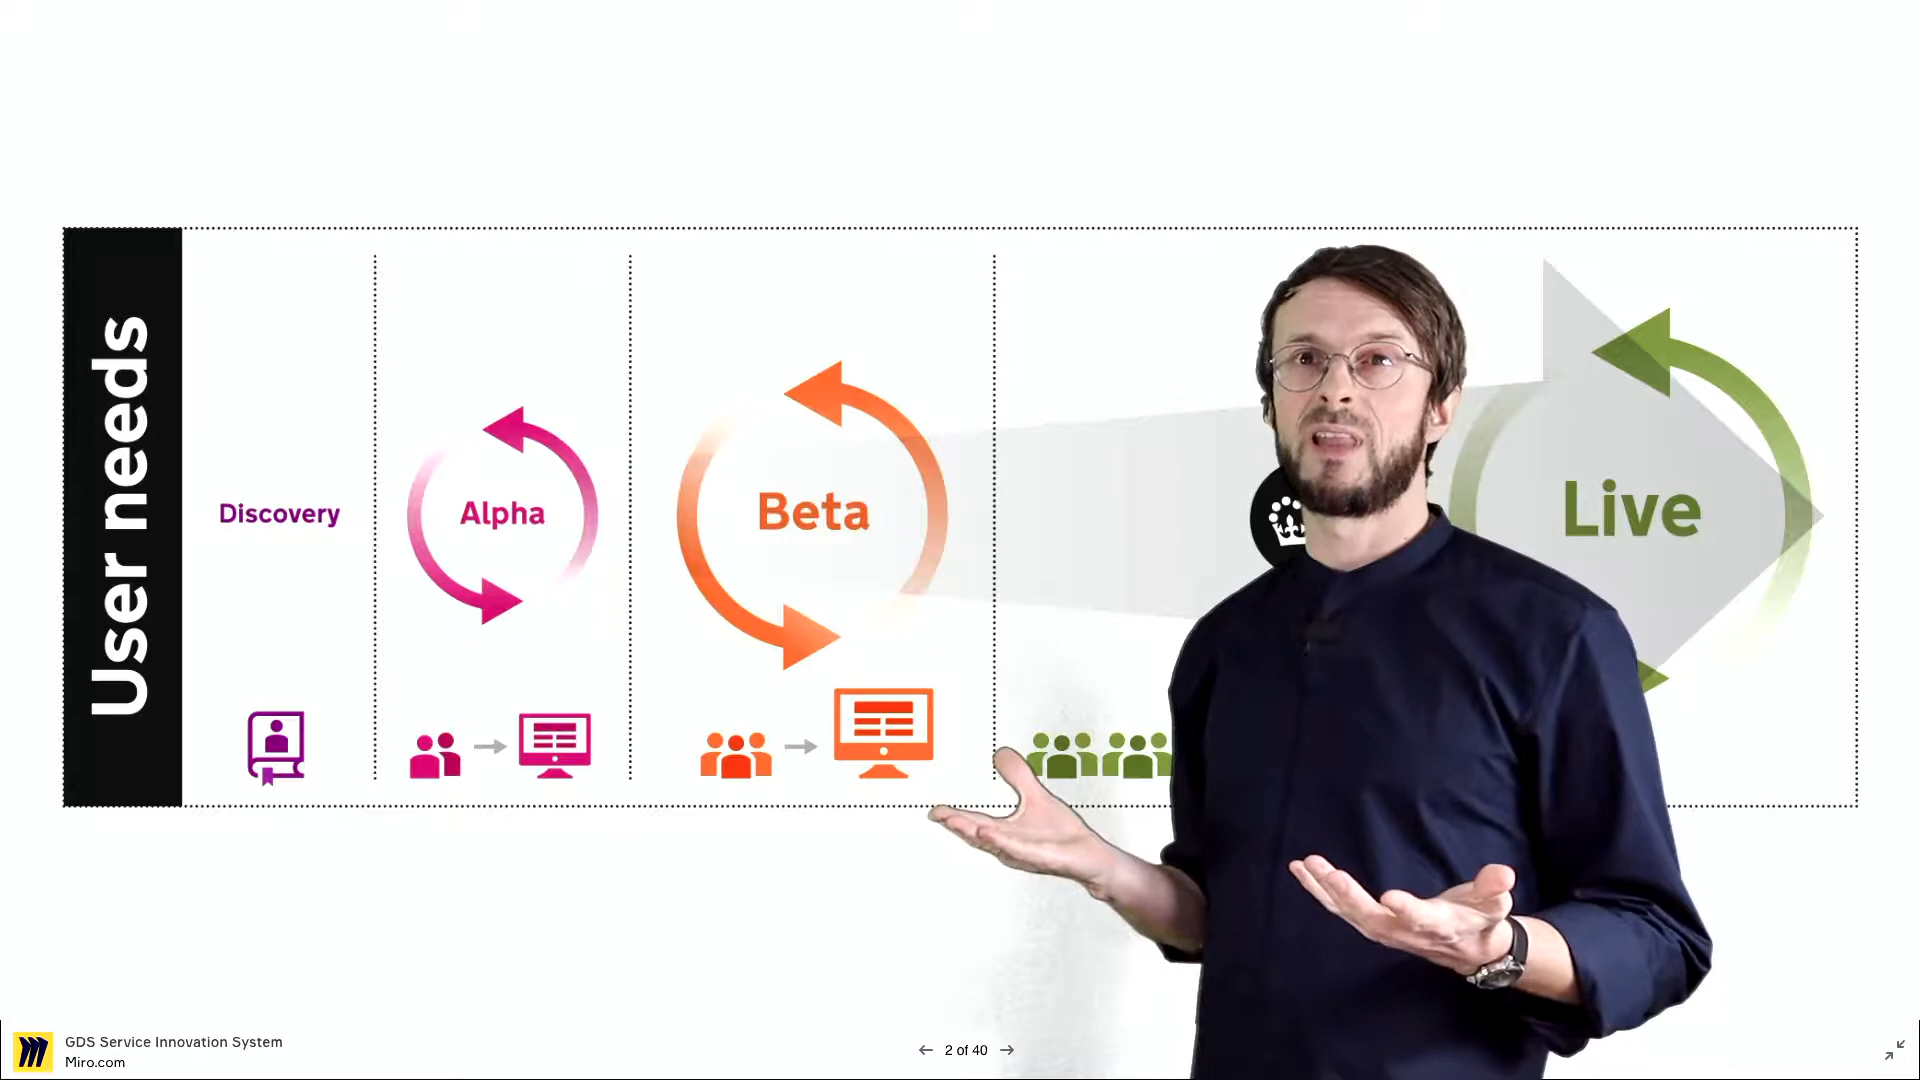 User needs
Discovery
Alpha
Beta
Live
GDS Service Innovation System
Miro.com
2 of 40